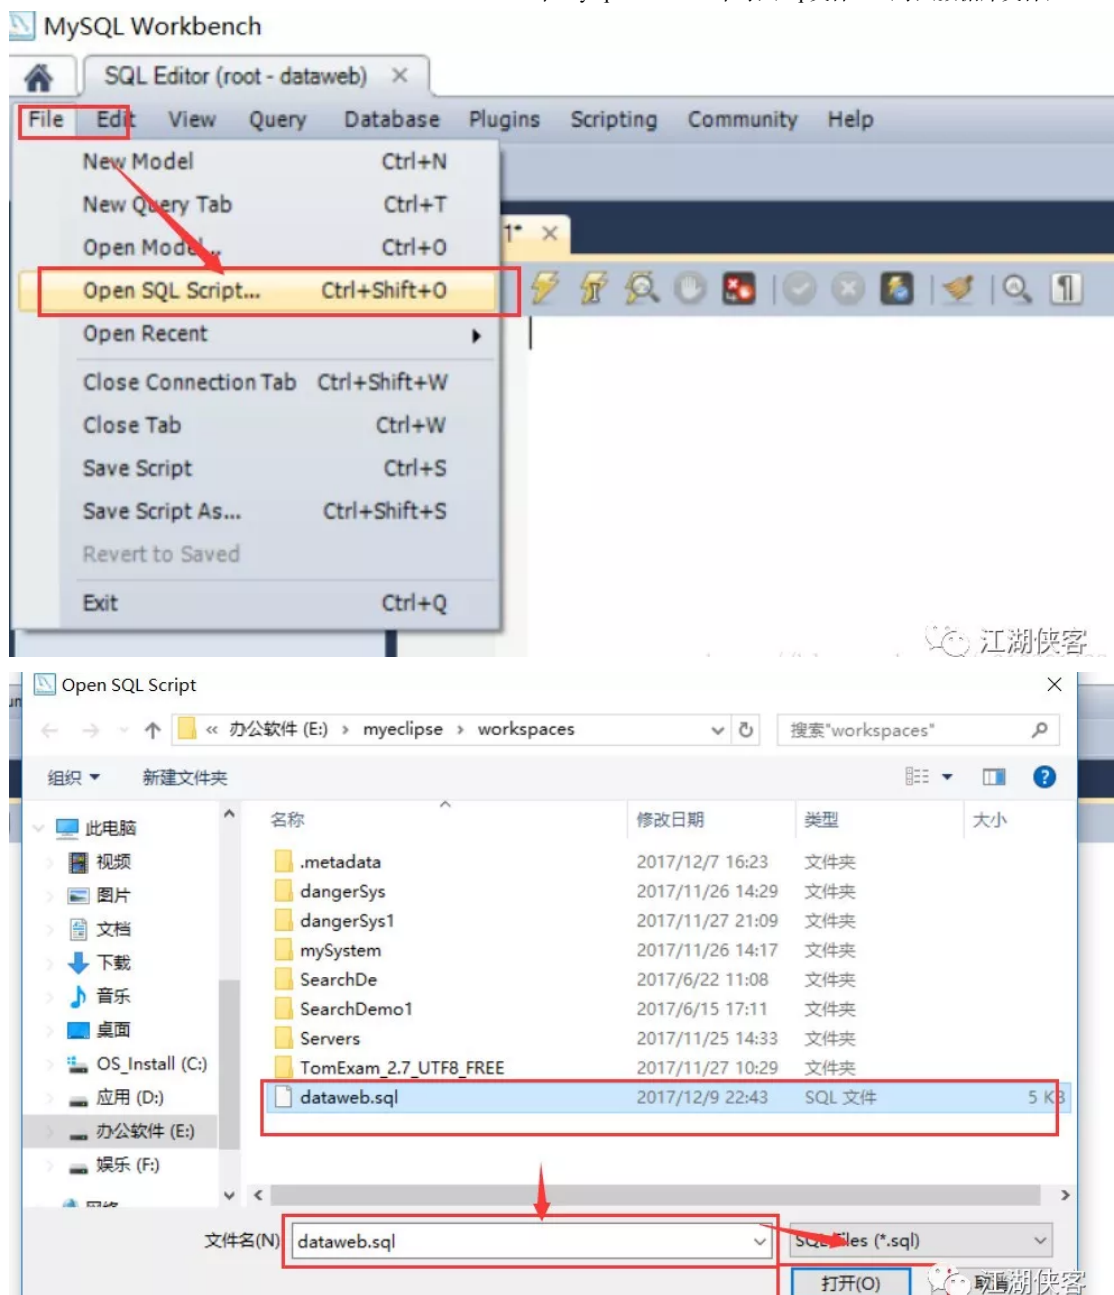 MySQL Workbench
SQL Editor (root - dataweb)
File Edit View Query Database Plugins Scripting Community Help
New Model Ctrl+N
New Query Tab Ctrl+T
1*
Open Model... Ctrl+O
Open SQL Script... Ctrl+Shift+O
Open Recent
Close Connection Tab Ctrl+Shift+W
Close Tab Ctrl+W
Save Script Ctrl+S
Save Script As... Ctrl+Shift+S
Revert to Saved
Exit Ctrl+Q
江湖侠客
Open SQL Script
« 办公软件 (E:) › myeclipse › workspaces
搜索"workspaces"
组织 新建文件夹
名称 修改日期 类型 大小
此电脑
视频
图片
文档
下载
音乐
桌面
OS_Install (C:)
应用 (D:)
办公软件 (E:)
娱乐 (F:)
网络
.metadata 2017/12/7 16:23 文件夹
dangerSys 2017/11/26 14:29 文件夹
dangerSys1 2017/11/27 21:09 文件夹
mySystem 2017/11/26 14:17 文件夹
SearchDe 2017/6/22 11:08 文件夹
SearchDemo1 2017/6/15 17:11 文件夹
Servers 2017/11/25 14:33 文件夹
TomExam_2.7_UTF8_FREE 2017/11/27 10:29 文件夹
dataweb.sql 2017/12/9 22:43 SQL 文件 5 KB
文件名(N) dataweb.sql
SQL Files (*.sql)
打开(O)
取消
江湖侠客